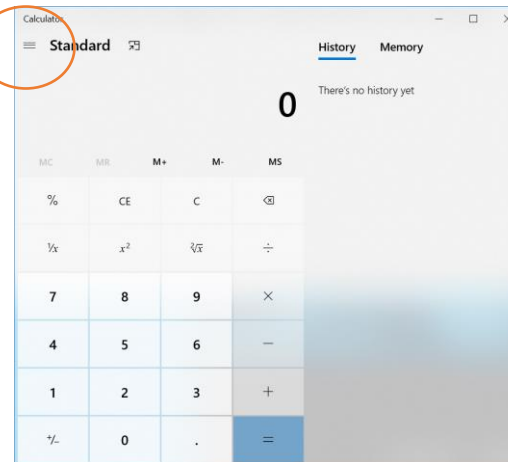 Calculator
Standard
History Memory
There's no history yet
0
MC MR M+ M- MS
% CE C
¹/x x² ²√x ÷
7 8 9 ×
4 5 6 −
1 2 3 +
+/− 0 . =